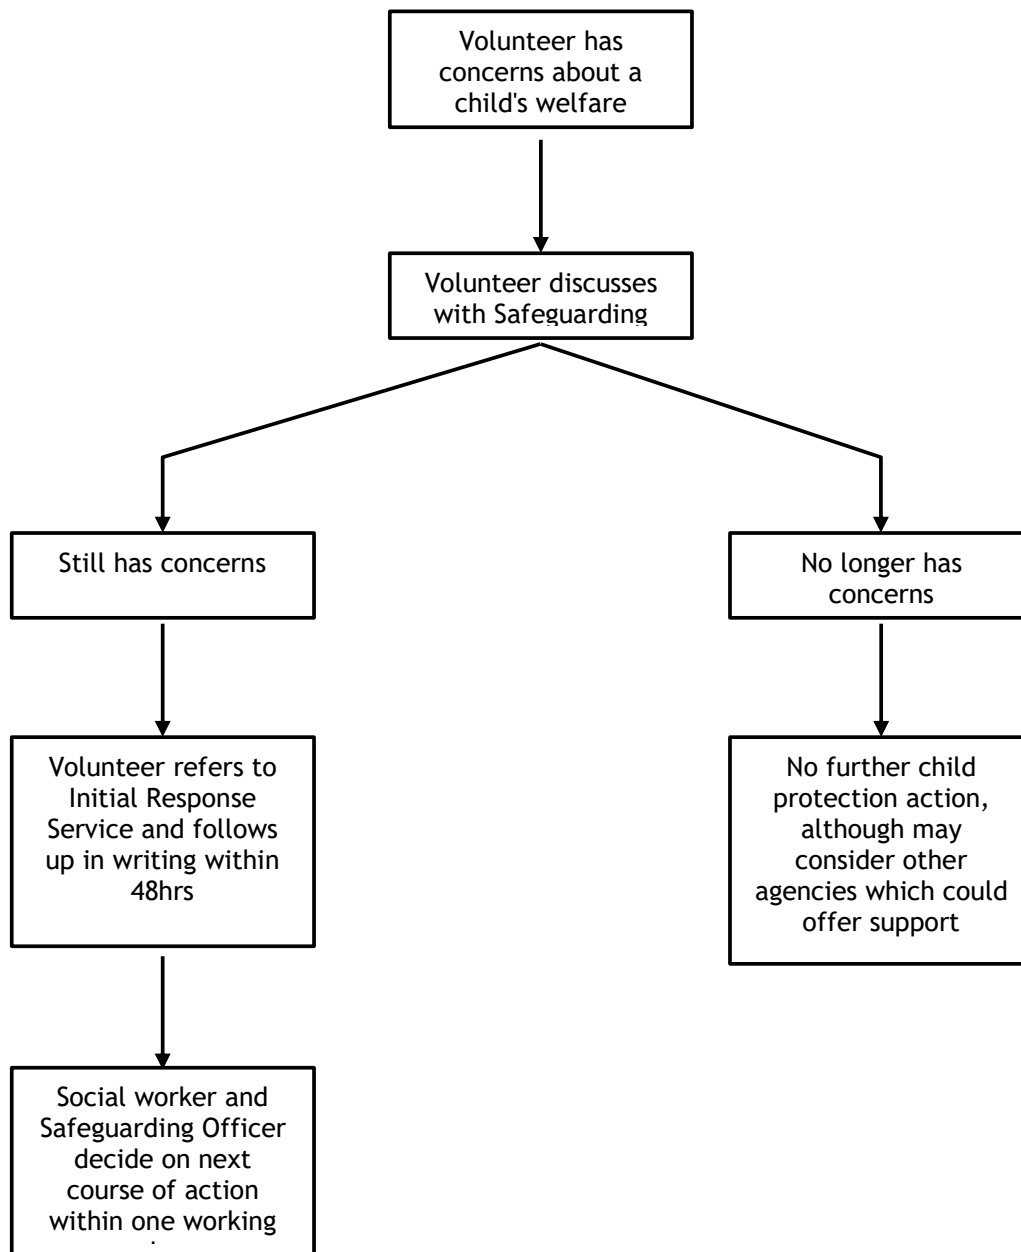 Volunteer has
concerns about a
child's welfare
Volunteer discusses
with Safeguarding
Still has concerns
No longer has
concerns
Volunteer refers to
Initial Response
Service and follows
up in writing within
48hrs
No further child
protection action,
although may
consider other
agencies which could
offer support
Social worker and
Safeguarding Officer
decide on next
course of action
within one working